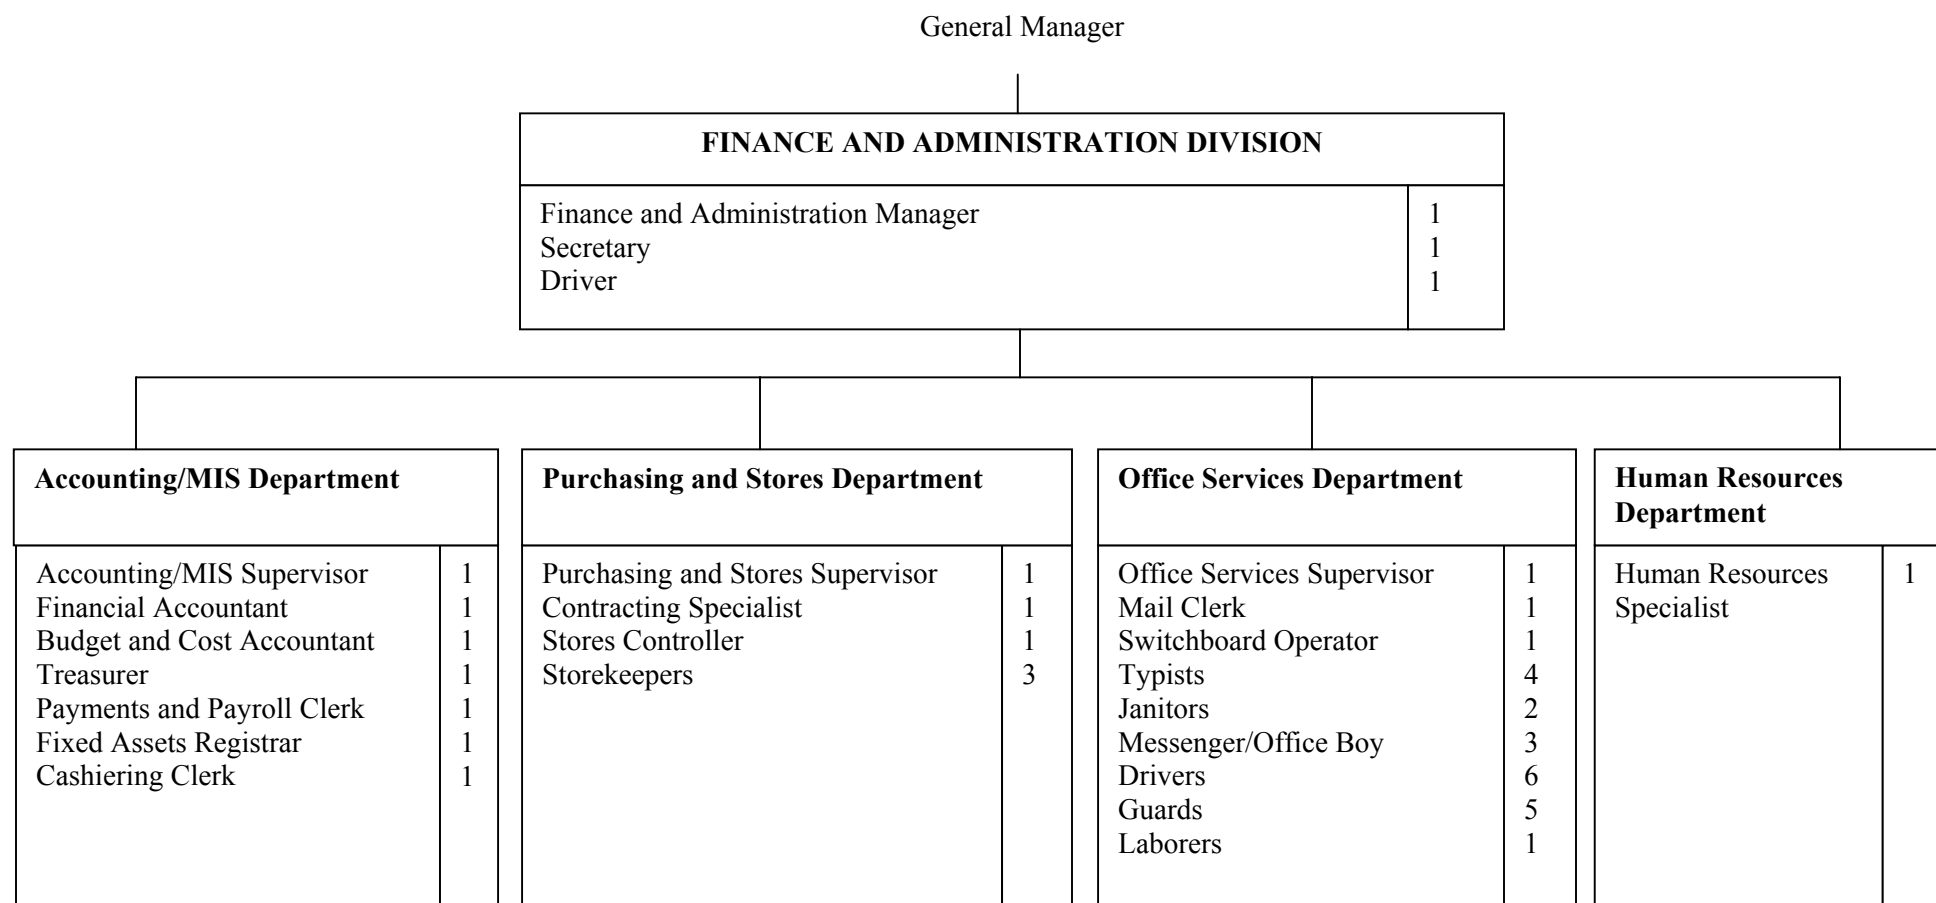 General Manager
FINANCE AND ADMINISTRATION DIVISION
Finance and Administration Manager 1
Secretary 1
Driver 1
Accounting/MIS Department
Accounting/MIS Supervisor 1
Financial Accountant 1
Budget and Cost Accountant 1
Treasurer 1
Payments and Payroll Clerk 1
Fixed Assets Registrar 1
Cashiering Clerk 1
Purchasing and Stores Department
Purchasing and Stores Supervisor 1
Contracting Specialist 1
Stores Controller 1
Storekeepers 3
Office Services Department
Office Services Supervisor 1
Mail Clerk 1
Switchboard Operator 1
Typists 4
Janitors 2
Messenger/Office Boy 3
Drivers 6
Guards 5
Laborers 1
Human Resources
Department
Human Resources 1
Specialist